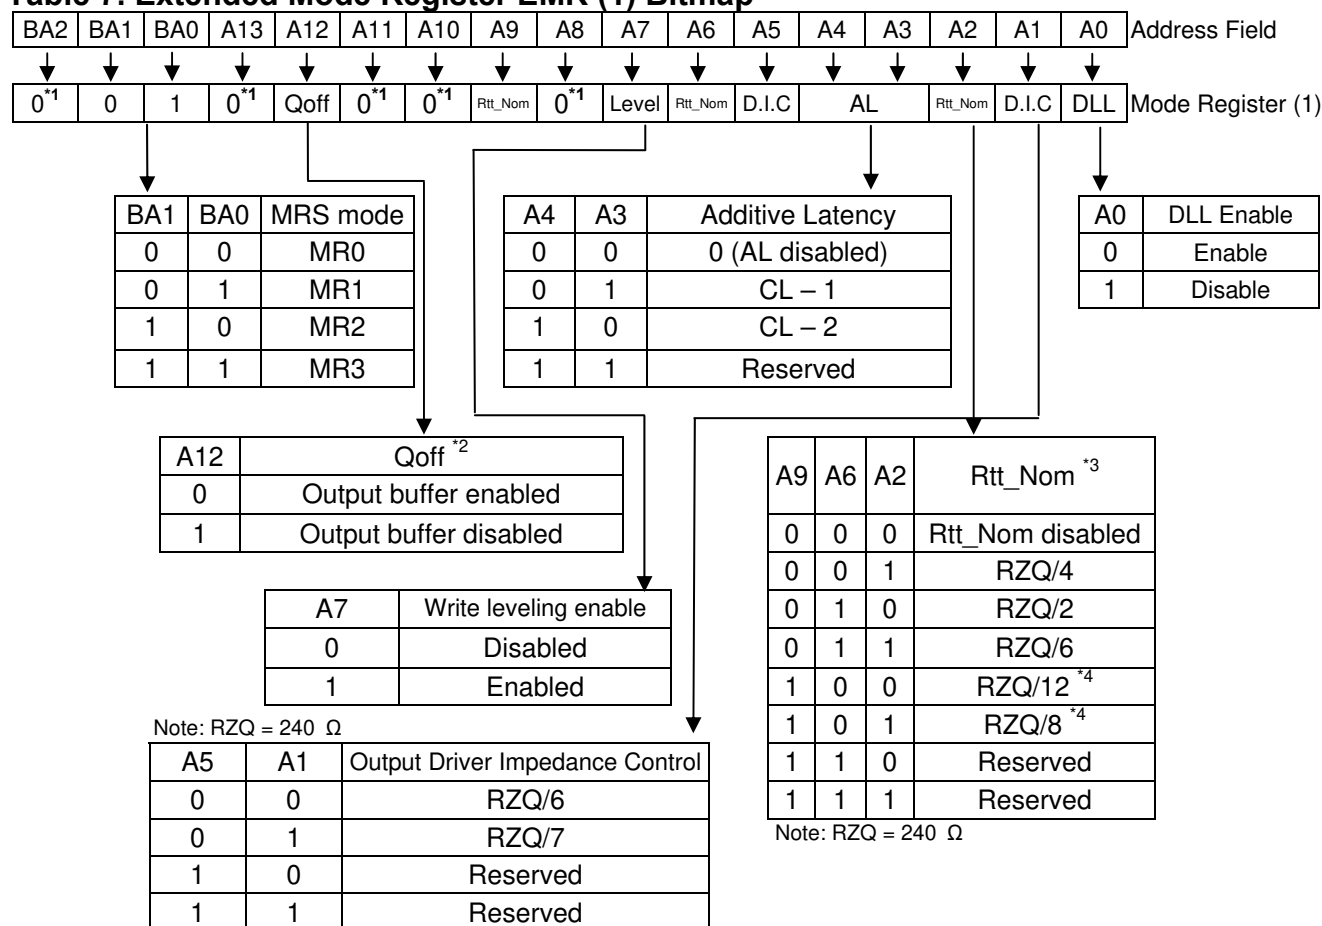 Table 7. Extended Mode Register EMR (1) Bitmap
BA2 BA1 BA0 A13 A12 A11 A10 A9 A8 A7 A6 A5 A4 A3 A2 A1 A0 Address Field
0*1 0 1 0*1 Qoff 0*1 0*1 Rtt_Nom 0*1 Level Rtt_Nom D.I.C AL Rtt_Nom D.I.C DLL Mode Register (1)
BA1 BA0 MRS mode
0 0 MR0
0 1 MR1
1 0 MR2
1 1 MR3
A4 A3 Additive Latency
0 0 0 (AL disabled)
0 1 CL – 1
1 0 CL – 2
1 1 Reserved
A0 DLL Enable
0 Enable
1 Disable
A12 Qoff *2
0 Output buffer enabled
1 Output buffer disabled
A9 A6 A2 Rtt_Nom *3
0 0 0 Rtt_Nom disabled
0 0 1 RZQ/4
0 1 0 RZQ/2
0 1 1 RZQ/6
1 0 0 RZQ/12 *4
1 0 1 RZQ/8 *4
1 1 0 Reserved
1 1 1 Reserved
Note: RZQ = 240 Ω
A7 Write leveling enable
0 Disabled
1 Enabled
Note: RZQ = 240 Ω
A5 A1 Output Driver Impedance Control
0 0 RZQ/6
0 1 RZQ/7
1 0 Reserved
1 1 Reserved